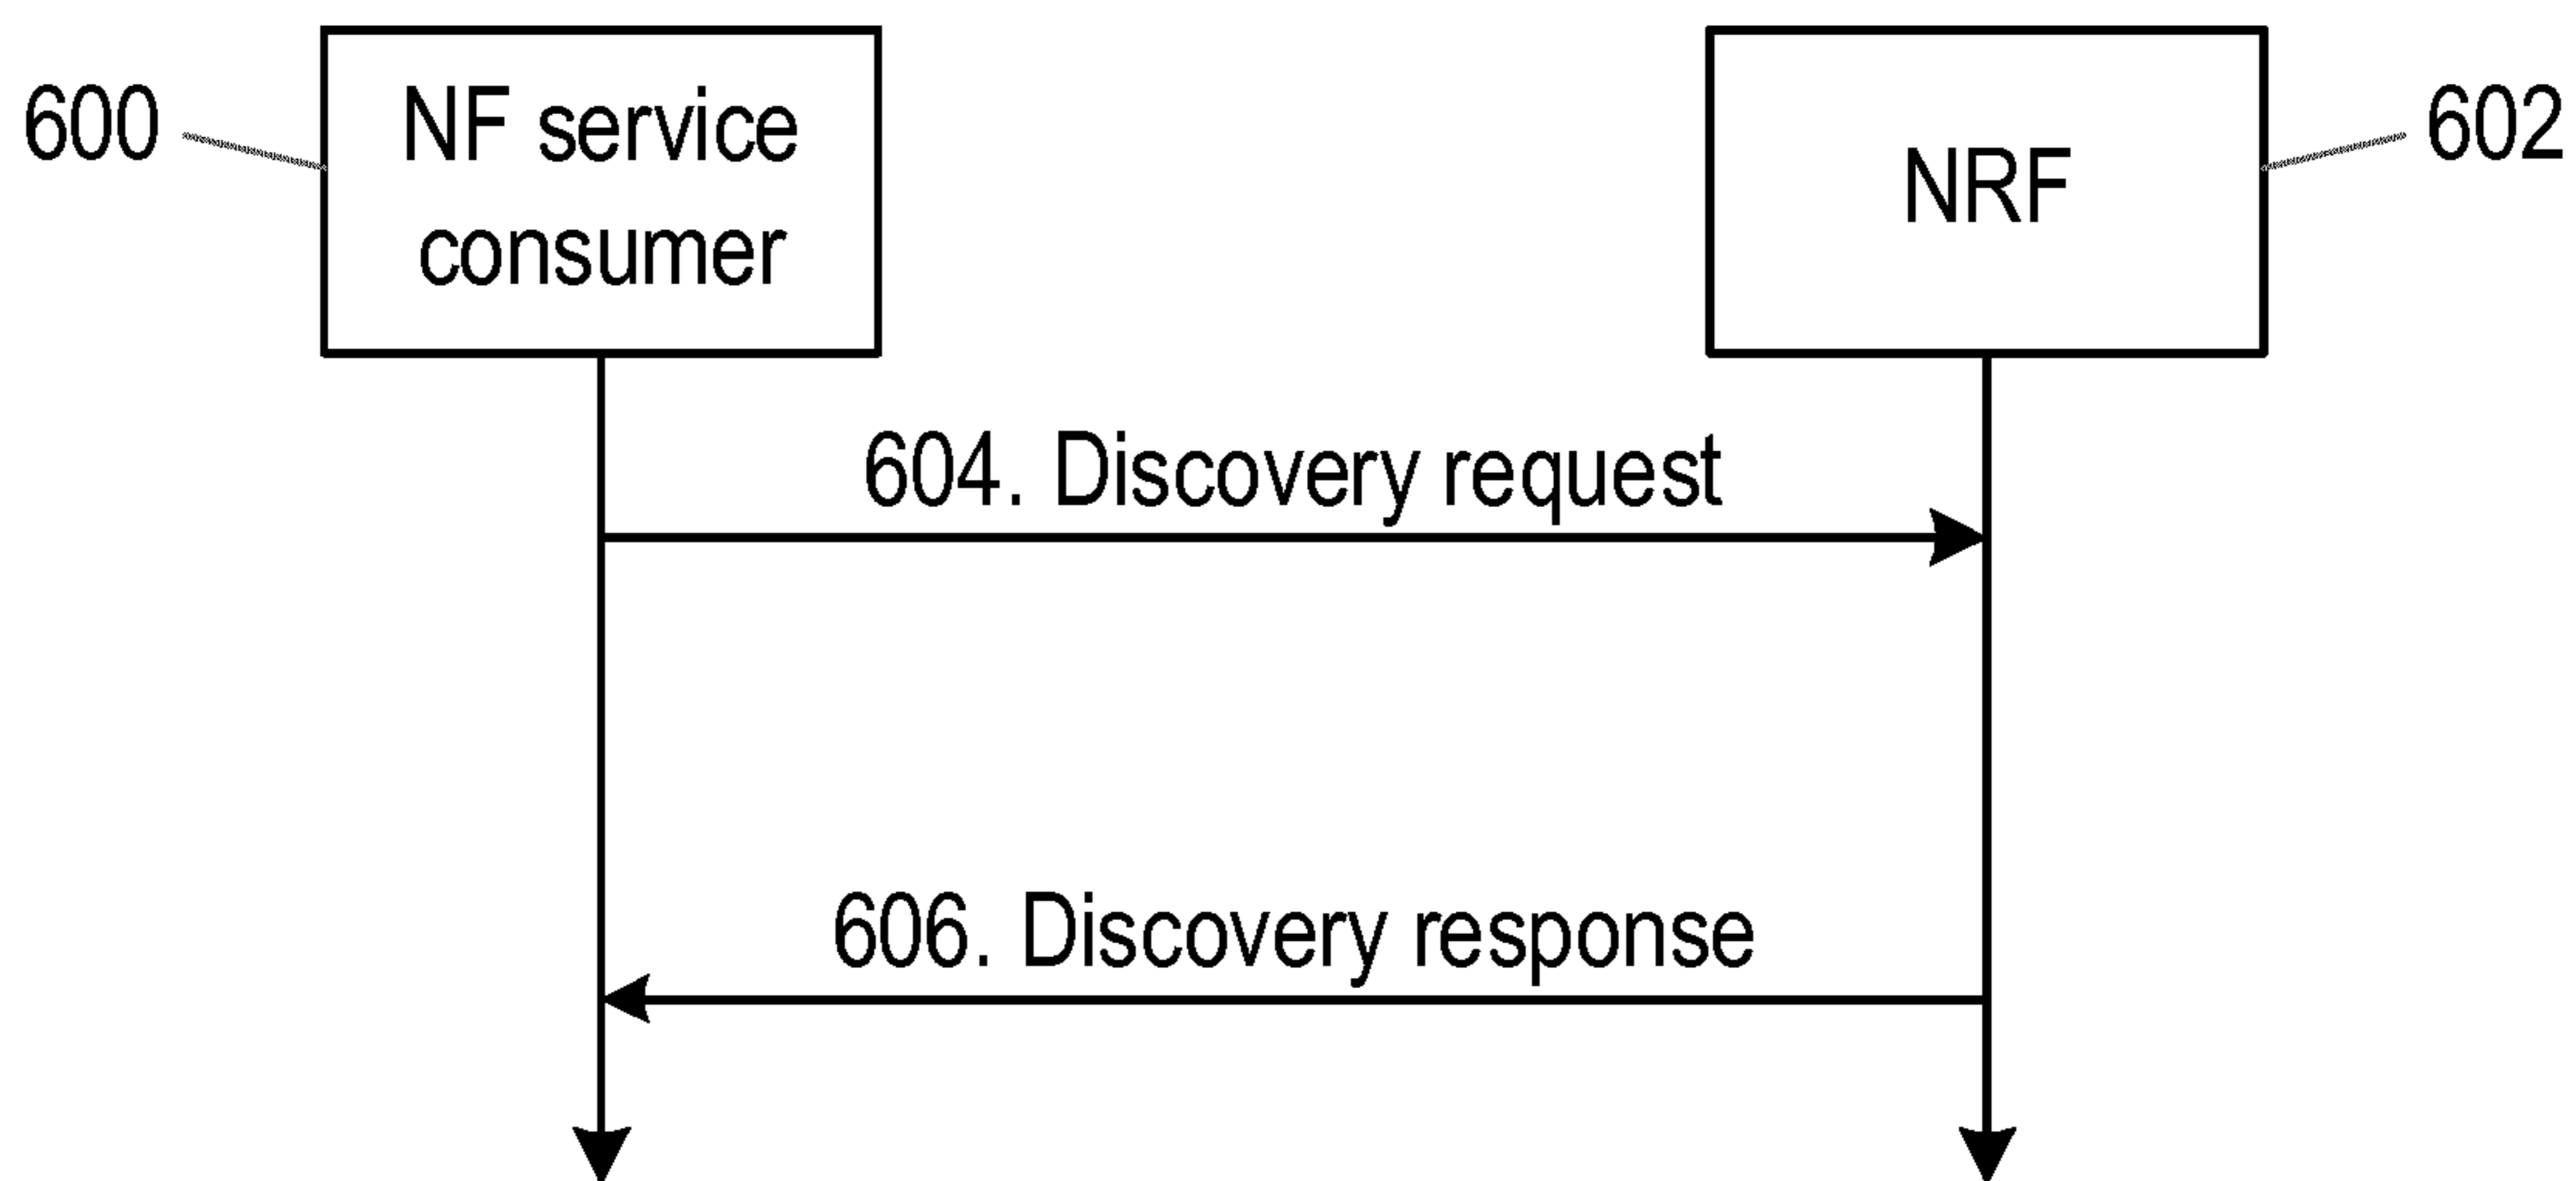 600
NF service
consumer
NRF
602
604. Discovery request
606. Discovery response